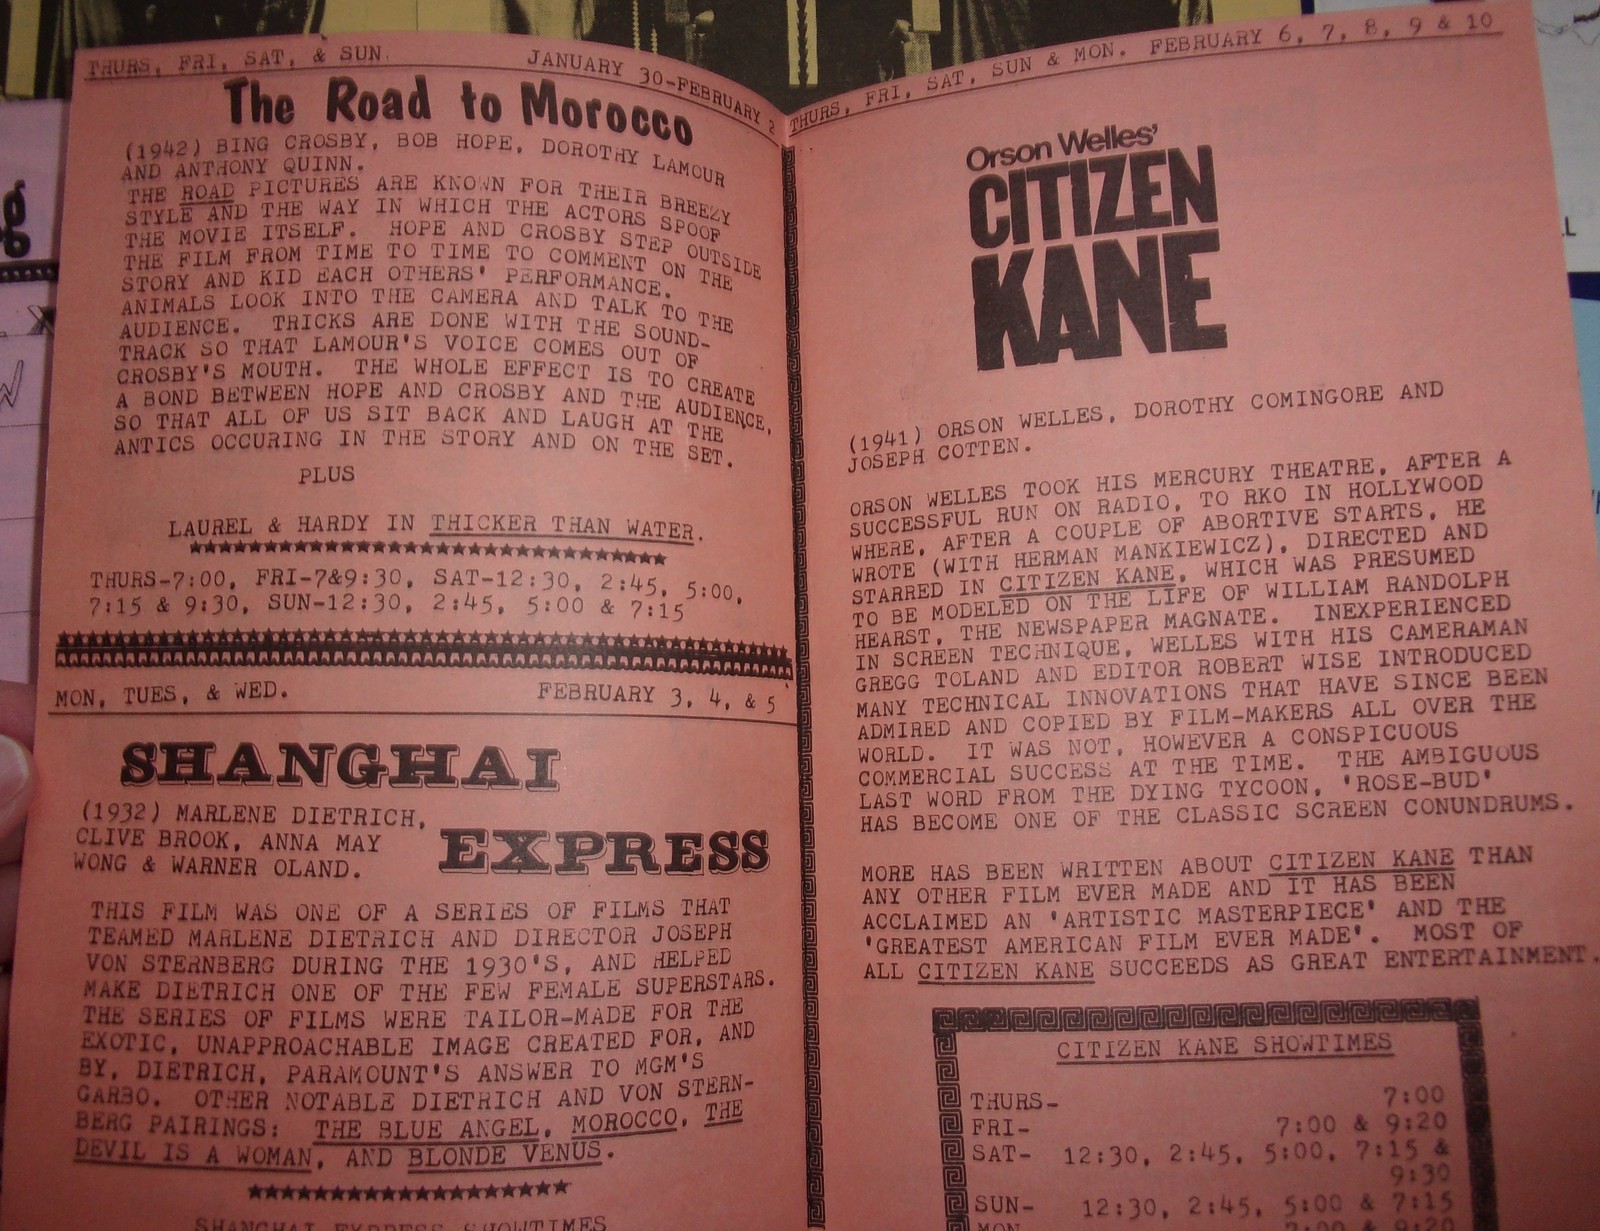 THURS, FRI, SAT, & SUN. JANUARY 30-FEBRUARY 2
The Road to Morocco
(1942) BING CROSBY, BOB HOPE, DOROTHY LAMOUR
AND ANTHONY QUINN.
THE ROAD PICTURES ARE KNOWN FOR THEIR BREEZY
STYLE AND THE WAY IN WHICH THE ACTORS SPOOF
THE MOVIE ITSELF. HOPE AND CROSBY STEP OUTSIDE
THE FILM FROM TIME TO TIME TO COMMENT ON THE
STORY AND KID EACH OTHERS' PERFORMANCE.
ANIMALS LOOK INTO THE CAMERA AND TALK TO THE
AUDIENCE. TRICKS ARE DONE WITH THE SOUND-
TRACK SO THAT LAMOUR'S VOICE COMES OUT OF
CROSBY'S MOUTH. THE WHOLE EFFECT IS TO CREATE
A BOND BETWEEN HOPE AND CROSBY AND THE AUDIENCE,
SO THAT ALL OF US SIT BACK AND LAUGH AT THE
ANTICS OCCURING IN THE STORY AND ON THE SET.
PLUS
LAUREL & HARDY IN THICKER THAN WATER.
THURS-7:00, FRI-7&9:30, SAT-12:30, 2:45, 5:00,
7:15 & 9:30, SUN-12:30, 2:45, 5:00 & 7:15
MON, TUES, & WED. FEBRUARY 3, 4, & 5
SHANGHAI
EXPRESS
(1932) MARLENE DIETRICH,
CLIVE BROOK, ANNA MAY
WONG & WARNER OLAND.
THIS FILM WAS ONE OF A SERIES OF FILMS THAT
TEAMED MARLENE DIETRICH AND DIRECTOR JOSEPH
VON STERNBERG DURING THE 1930'S, AND HELPED
MAKE DIETRICH ONE OF THE FEW FEMALE SUPERSTARS.
THE SERIES OF FILMS WERE TAILOR-MADE FOR THE
EXOTIC, UNAPPROACHABLE IMAGE CREATED FOR, AND
BY, DIETRICH, PARAMOUNT'S ANSWER TO MGM'S
GARBO. OTHER NOTABLE DIETRICH AND VON STERN-
BERG PAIRINGS: THE BLUE ANGEL, MOROCCO, THE
DEVIL IS A WOMAN, AND BLONDE VENUS.
SHANGHAI EXPRESS SHOWTIMES
THURS, FRI, SAT, SUN & MON. FEBRUARY 6, 7, 8, 9 & 10
Orson Welles'
CITIZEN
KANE
(1941) ORSON WELLES, DOROTHY COMINGORE AND
JOSEPH COTTEN.
ORSON WELLES TOOK HIS MERCURY THEATRE, AFTER A
SUCCESSFUL RUN ON RADIO, TO RKO IN HOLLYWOOD
WHERE, AFTER A COUPLE OF ABORTIVE STARTS, HE
WROTE (WITH HERMAN MANKIEWICZ), DIRECTED AND
STARRED IN CITIZEN KANE, WHICH WAS PRESUMED
TO BE MODELED ON THE LIFE OF WILLIAM RANDOLPH
HEARST, THE NEWSPAPER MAGNATE. INEXPERIENCED
IN SCREEN TECHNIQUE, WELLES WITH HIS CAMERAMAN
GREGG TOLAND AND EDITOR ROBERT WISE INTRODUCED
MANY TECHNICAL INNOVATIONS THAT HAVE SINCE BEEN
ADMIRED AND COPIED BY FILM-MAKERS ALL OVER THE
WORLD. IT WAS NOT, HOWEVER A CONSPICUOUS
COMMERCIAL SUCCESS AT THE TIME. THE AMBIGUOUS
LAST WORD FROM THE DYING TYCOON, 'ROSE-BUD'
HAS BECOME ONE OF THE CLASSIC SCREEN CONUNDRUMS.
MORE HAS BEEN WRITTEN ABOUT CITIZEN KANE THAN
ANY OTHER FILM EVER MADE AND IT HAS BEEN
ACCLAIMED AN 'ARTISTIC MASTERPIECE' AND THE
'GREATEST AMERICAN FILM EVER MADE'. MOST OF
ALL CITIZEN KANE SUCCEEDS AS GREAT ENTERTAINMENT.
CITIZEN KANE SHOWTIMES
THURS- 7:00
FRI- 7:00 & 9:20
SAT- 12:30, 2:45, 5:00, 7:15 &
9:30
SUN- 12:30, 2:45, 5:00 & 7:15
MON- 7:00 & 9:20